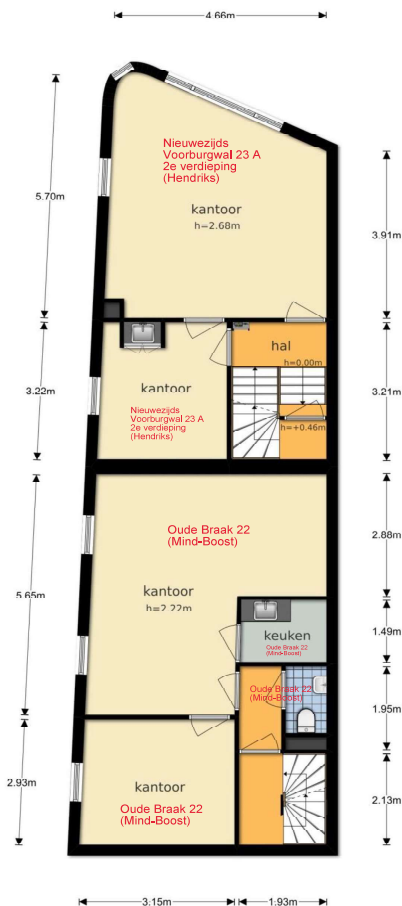 4.66m
Nieuwezijds
Voorburgwal 23 A
2e verdieping
(Hendriks)
kantoor
h=2.68m
5.70m
3.91m
hal
h=0.00m
kantoor
Nieuwezijds
Voorburgwal 23 A
2e verdieping
(Hendriks)
h=+0.46m
3.22m
3.21m
Oude Braak 22
(Mind-Boost)
kantoor
h=2.22m
5.65m
2.88m
keuken
Oude Braak 22
(Mind-Boost)
1.49m
Oude Braak 22
(Mind-Boost)
1.95m
kantoor
Oude Braak 22
(Mind-Boost)
2.93m
2.13m
3.15m
1.93m